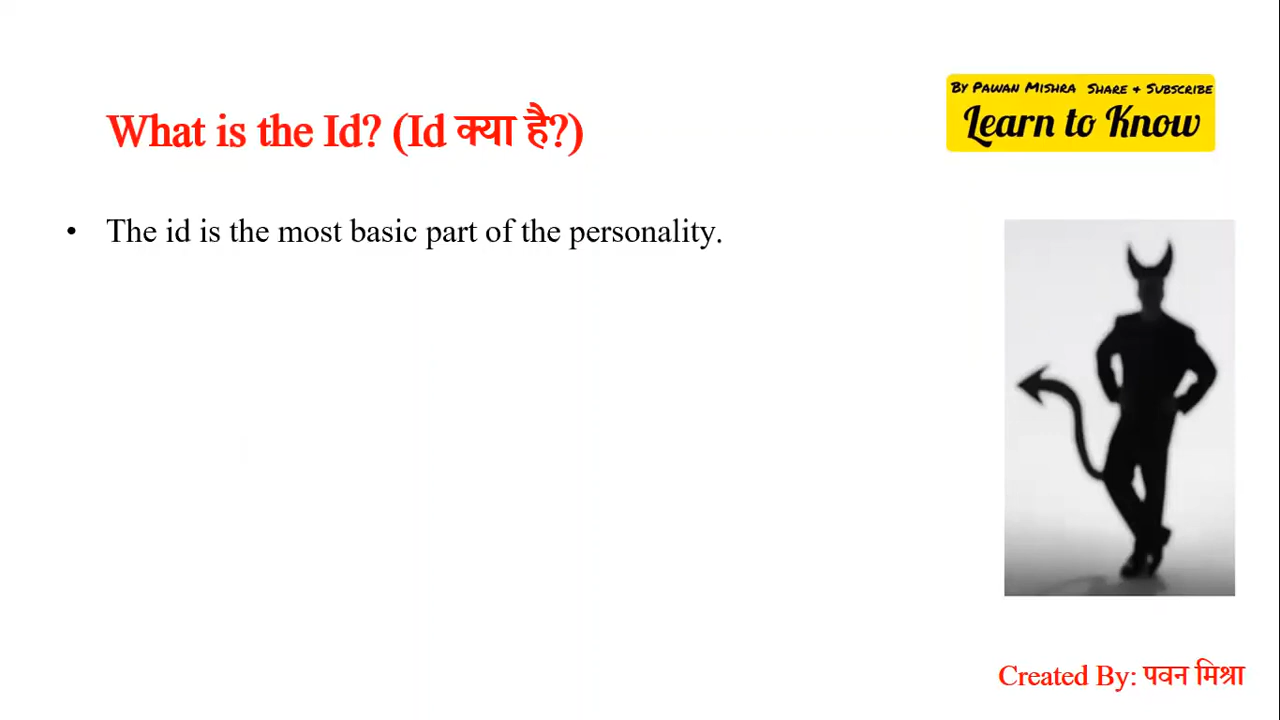 By Pawan Mishra Share & Subscribe
Learn to Know
What is the Id? (Id क्या है?)
• The id is the most basic part of the personality.
Created By: पवन मिश्रा